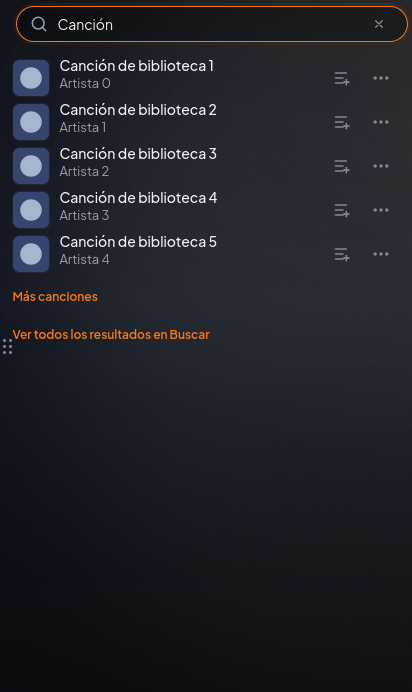 Canción
Canción de biblioteca 1
Artista 0
Canción de biblioteca 2
Artista 1
Canción de biblioteca 3
Artista 2
Canción de biblioteca 4
Artista 3
Canción de biblioteca 5
Artista 4
Más canciones
Ver todos los resultados en Buscar